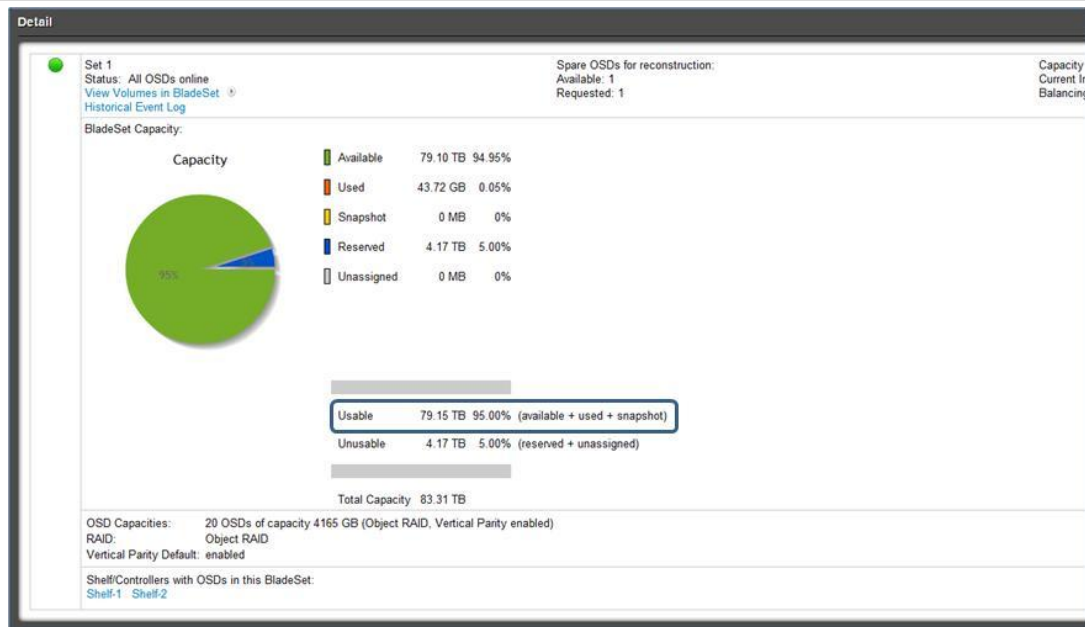 Detail
Set 1
Status: All OSDs online
View Volumes in BladeSet
Historical Event Log
Spare OSDs for reconstruction:
Available: 1
Requested: 1
Capacity
Current In
Balancing
BladeSet Capacity:
Capacity
95%
Available 79.10 TB 94.95%
Used 43.72 GB 0.05%
Snapshot 0 MB 0%
Reserved 4.17 TB 5.00%
Unassigned 0 MB 0%
Usable 79.15 TB 95.00% (available + used + snapshot)
Unusable 4.17 TB 5.00% (reserved + unassigned)
Total Capacity 83.31 TB
OSD Capacities: 20 OSDs of capacity 4165 GB (Object RAID, Vertical Parity enabled)
RAID: Object RAID
Vertical Parity Default: enabled
Shelf/Controllers with OSDs in this BladeSet:
Shelf-1 Shelf-2